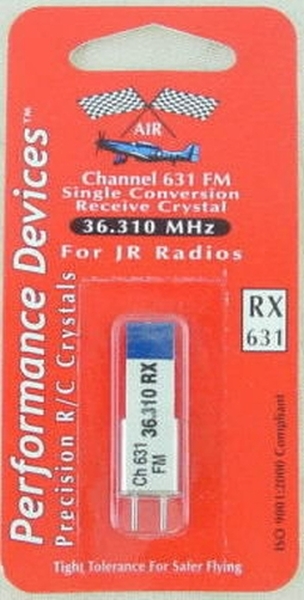 AIR
Channel 631 FM
Single Conversion
Receive Crystal
36.310 MHz
For JR Radios
Performance Devices™
Precision R/C Crystals
RX
631
Ch 631
FM
36.310 RX
ISO 9001:2000 Compliant
Tight Tolerance For Safer Flying